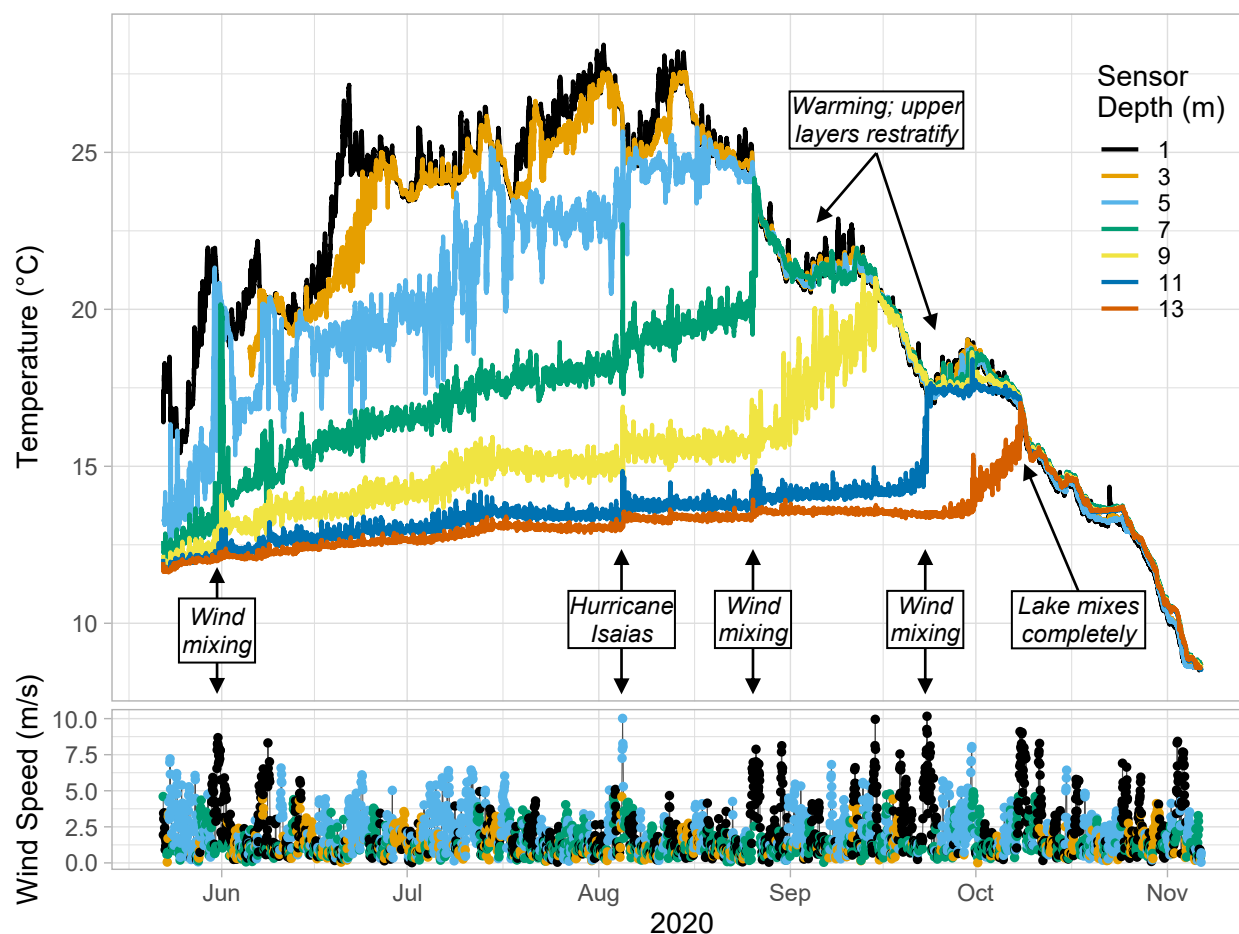 Temperature (°C)
25
20
15
10
Warming; upper
layers restratify
Sensor
Depth (m)
1
3
5
7
9
11
13
Wind
mixing
Hurricane
Isaias
Wind
mixing
Wind
mixing
Lake mixes
completely
Wind Speed (m/s)
10.0
7.5
5.0
2.5
0.0
Jun
Jul
Aug
Sep
Oct
Nov
2020